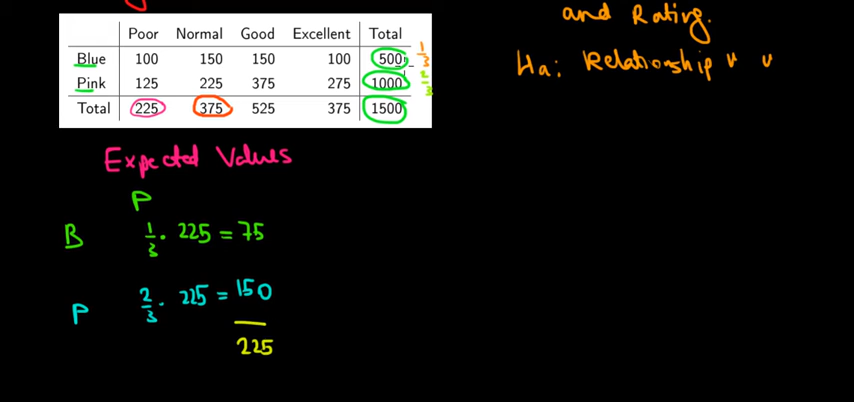 Poor Normal Good Excellent Total
Blue 100 150 150 100 500 1/3
Pink 125 225 375 275 1000 2/3
Total 225 375 525 375 1500
and Rating.
Ha: Relationship " "
Expected Values
P
B 1/3 · 225 = 75
P 2/3 · 225 = 150
225